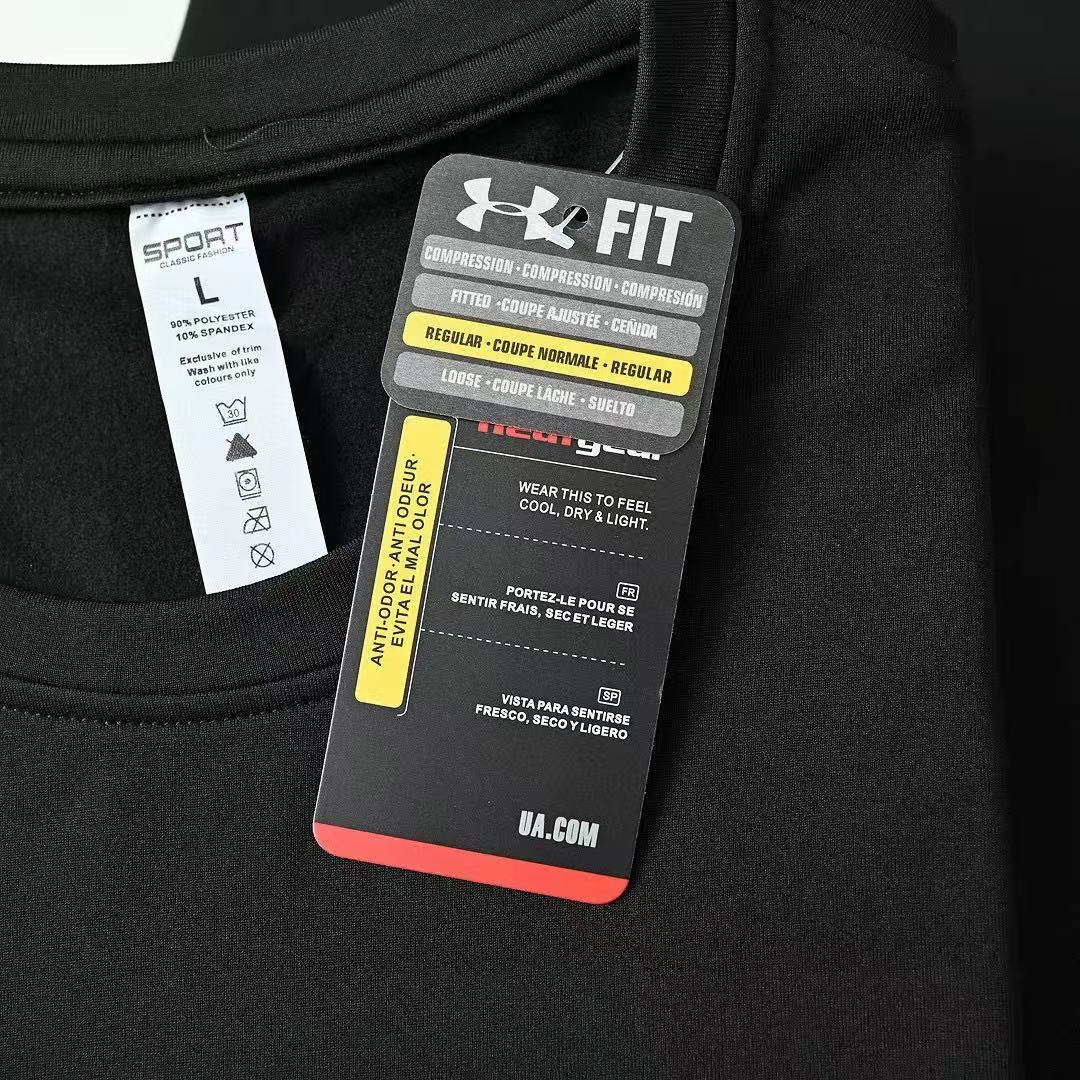 SPORT
CLASSIC FASHION
L
90% POLYESTER
10% SPANDEX
Exclusive of trim
Wash with like
colours only
30
FIT
COMPRESSION · COMPRESSION · COMPRESIÓN
FITTED · COUPE AJUSTÉE · CEÑIDA
REGULAR · COUPE NORMALE · REGULAR
LOOSE · COUPE LÂCHE · SUELTO
heatgear
ANTI-ODOR · ANTI ODEUR ·
EVITA EL MAL OLOR
WEAR THIS TO FEEL
COOL, DRY & LIGHT.
FR
PORTEZ-LE POUR SE
SENTIR FRAIS, SEC ET LEGER
SP
VISTA PARA SENTIRSE
FRESCO, SECO Y LIGERO
UA.COM